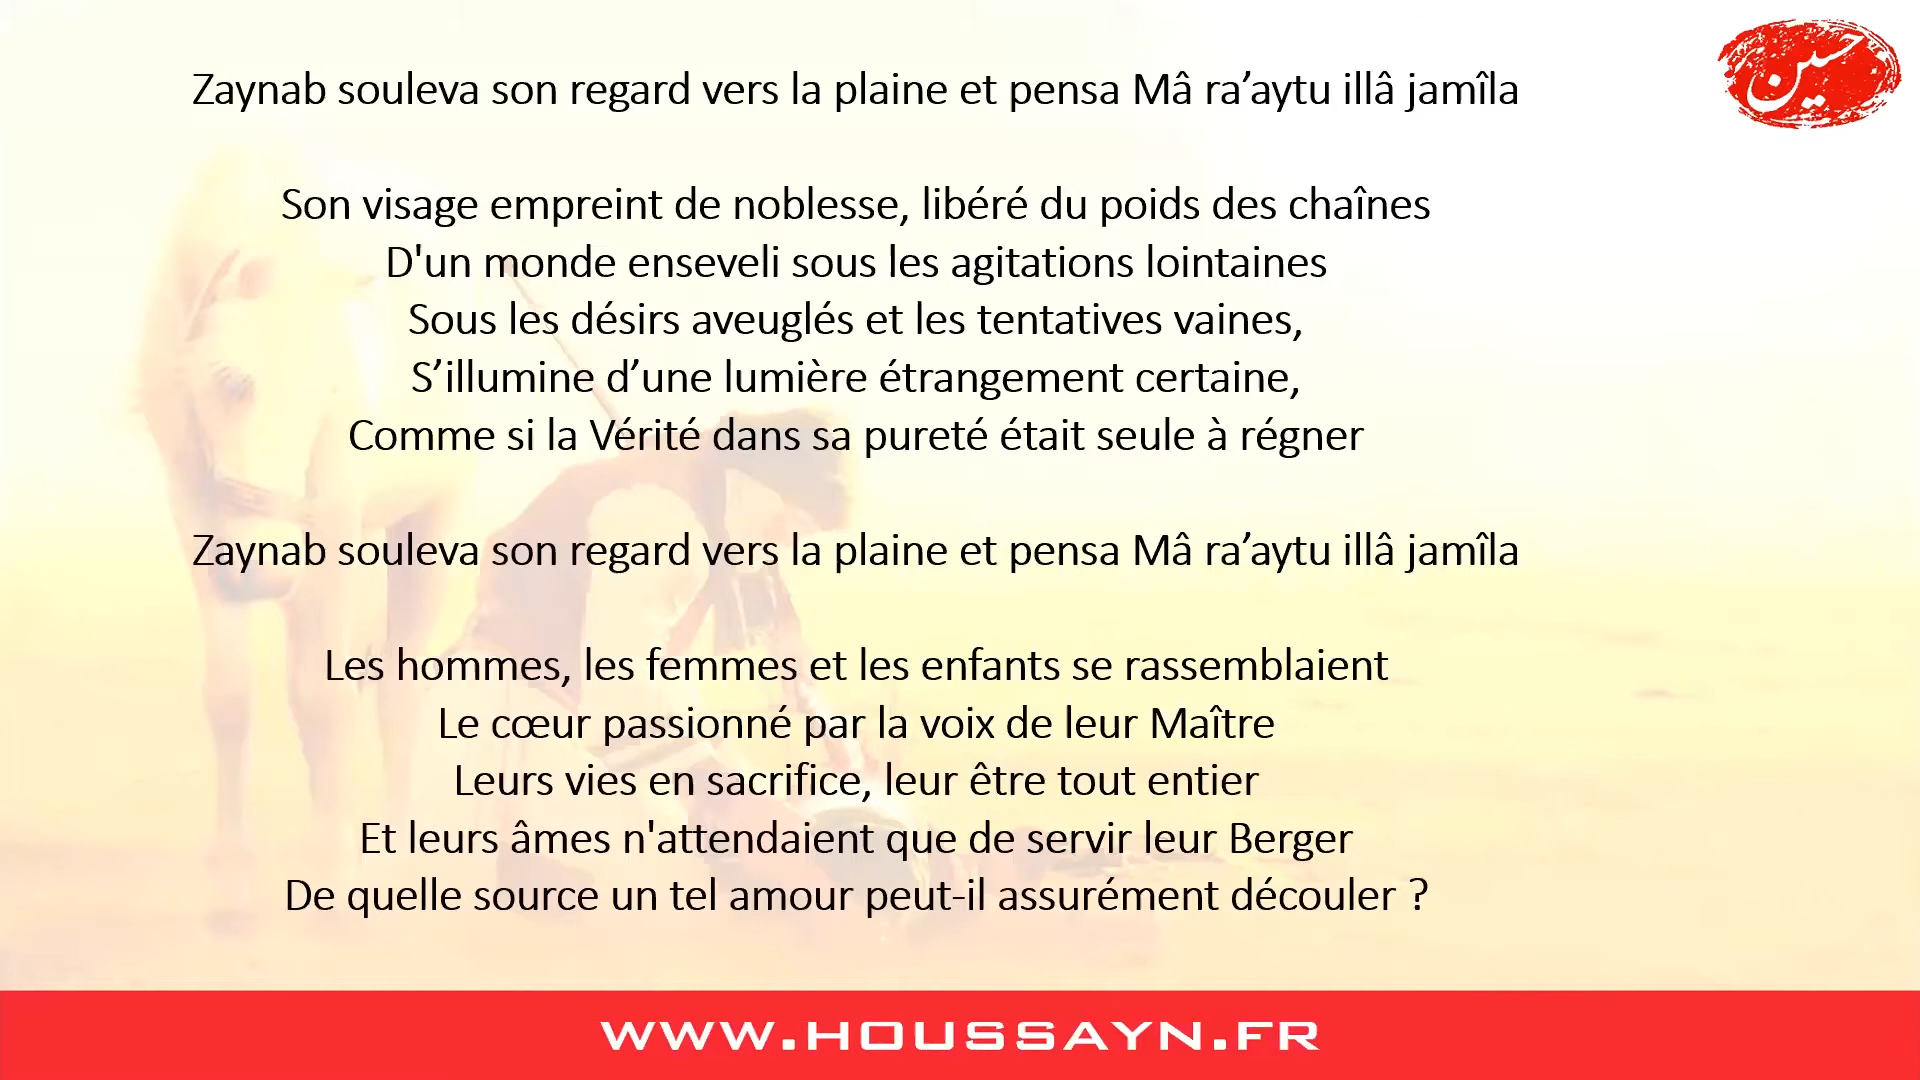 حسین
Zaynab souleva son regard vers la plaine et pensa Mâ ra’aytu illâ jamîla
Son visage empreint de noblesse, libéré du poids des chaînes
D'un monde enseveli sous les agitations lointaines
Sous les désirs aveuglés et les tentatives vaines,
S’illumine d’une lumière étrangement certaine,
Comme si la Vérité dans sa pureté était seule à régner
Zaynab souleva son regard vers la plaine et pensa Mâ ra’aytu illâ jamîla
Les hommes, les femmes et les enfants se rassemblaient
Le cœur passionné par la voix de leur Maître
Leurs vies en sacrifice, leur être tout entier
Et leurs âmes n'attendaient que de servir leur Berger
De quelle source un tel amour peut-il assurément découler ?
WWW.HOUSSAYN.FR